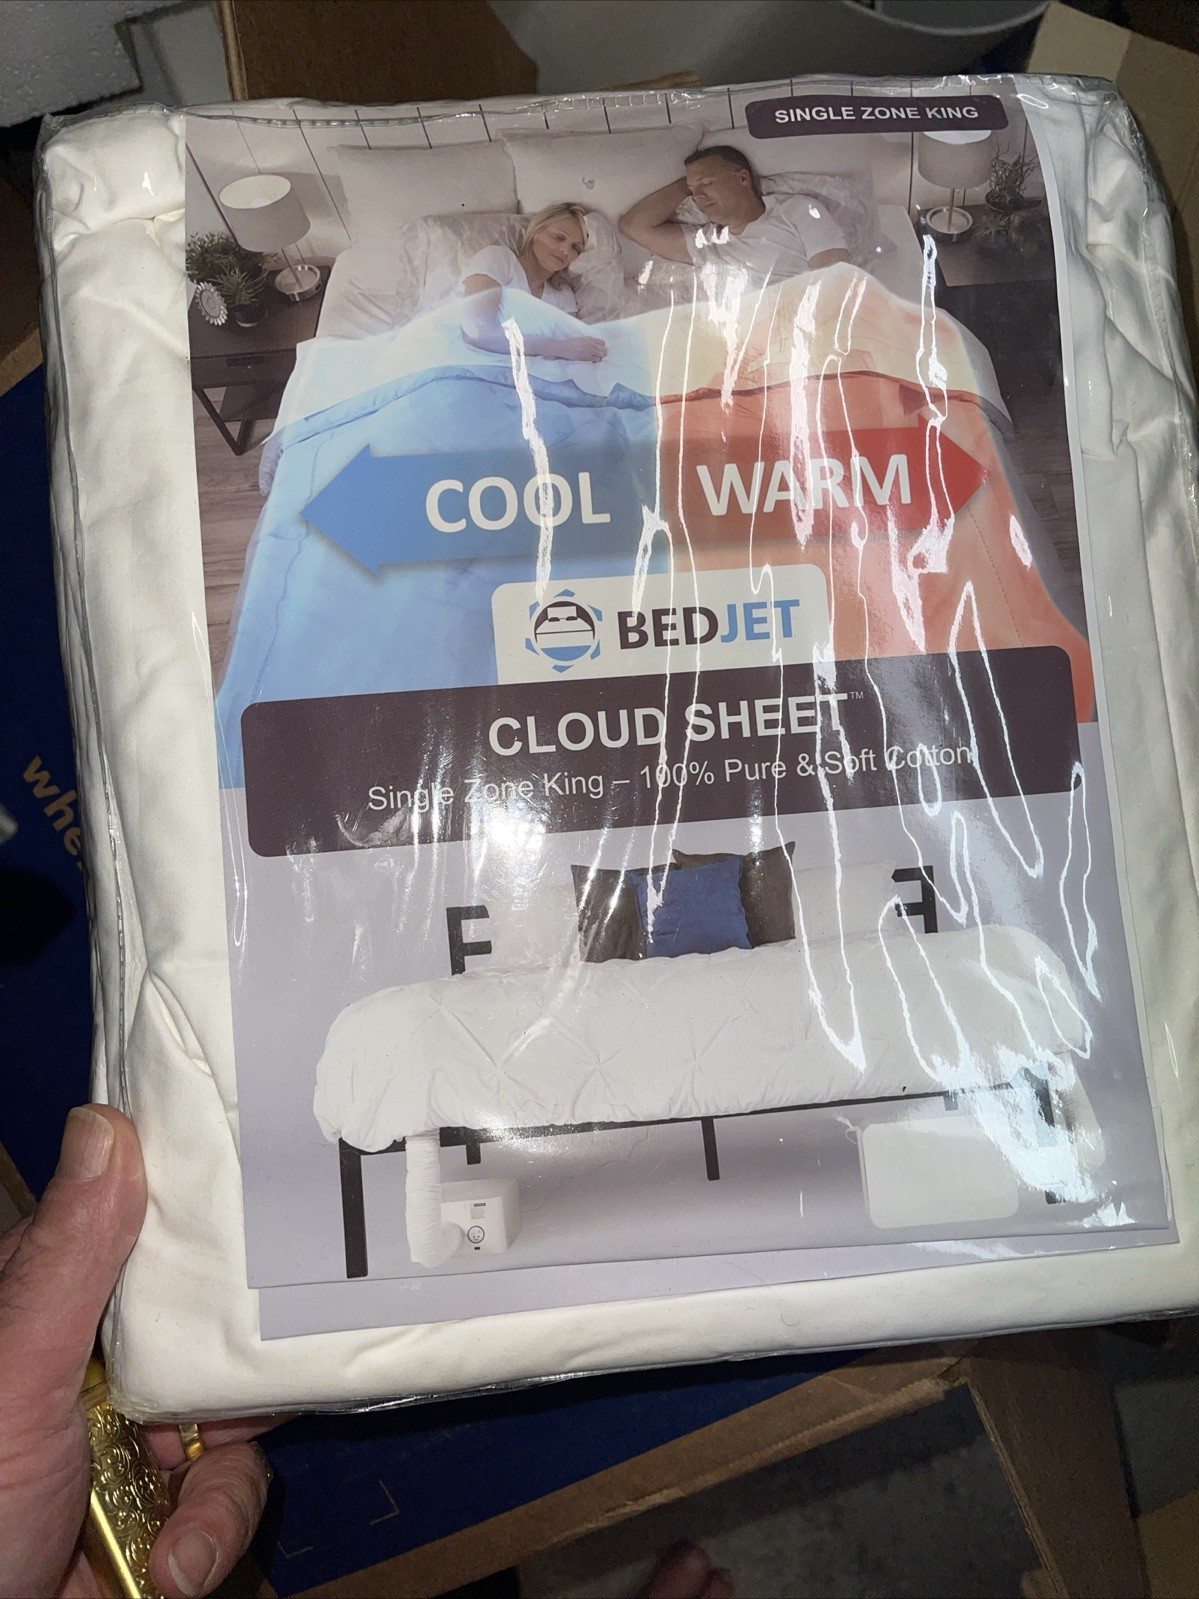 SINGLE ZONE KING
COOL
WARM
BEDJET
CLOUD SHEET™
Single Zone King – 100% Pure & Soft Cotton